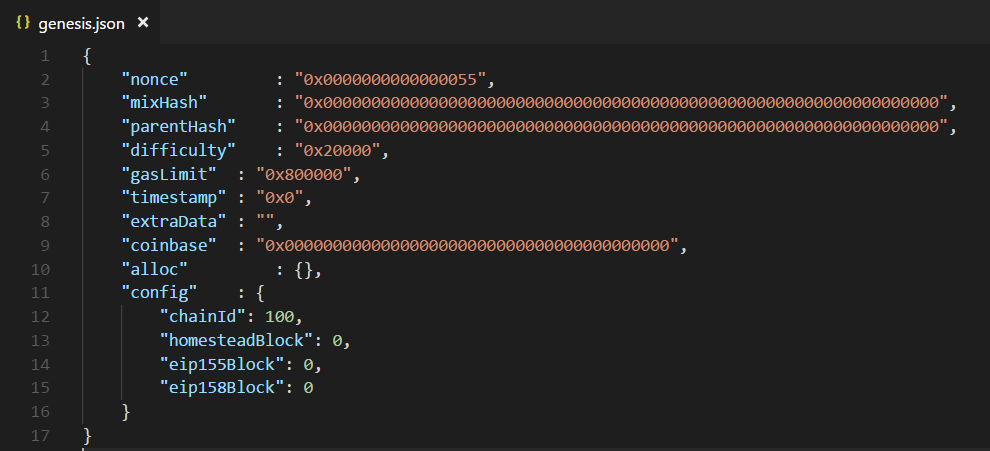 {} genesis.json ×
1 {
2 "nonce" : "0x0000000000000055",
3 "mixHash" : "0x0000000000000000000000000000000000000000000000000000000000000000",
4 "parentHash" : "0x0000000000000000000000000000000000000000000000000000000000000000",
5 "difficulty" : "0x20000",
6 "gasLimit" : "0x800000",
7 "timestamp" : "0x0",
8 "extraData" : "",
9 "coinbase" : "0x0000000000000000000000000000000000000000",
10 "alloc" : {},
11 "config" : {
12 "chainId": 100,
13 "homesteadBlock": 0,
14 "eip155Block": 0,
15 "eip158Block": 0
16 }
17 }